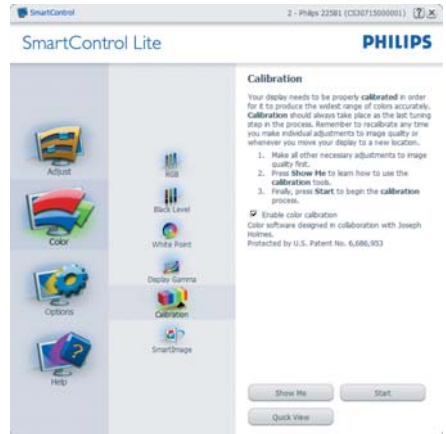 SmartControl
2 - Philips 225B1 (CS30715000001)
SmartControl Lite
PHILIPS
Adjust
Color
Options
Help
RGB
Black Level
White Point
Display Gamma
Calibration
SmartImage
Calibration
Your display needs to be properly calibrated in order
for it to produce the widest range of colors accurately.
Calibration should always take place as the last tuning
step in the process. Remember to recalibrate any time
you make individual adjustments to image quality or
whenever you move your display to a new location.
1. Make all other necessary adjustments to image
quality first.
2. Press Show Me to learn how to use the
calibration tools.
3. Finally, press Start to begin the calibration
process.
Enable color calibration
Color software designed in collaboration with Joseph
Holmes.
Protected by U.S. Patent No. 6,686,953
Show Me
Start
Quick View